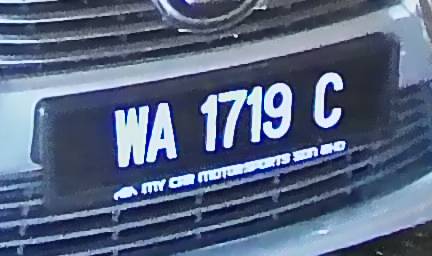 WA 1719 C
MY CAR MOTORSPORTS SDN BHD